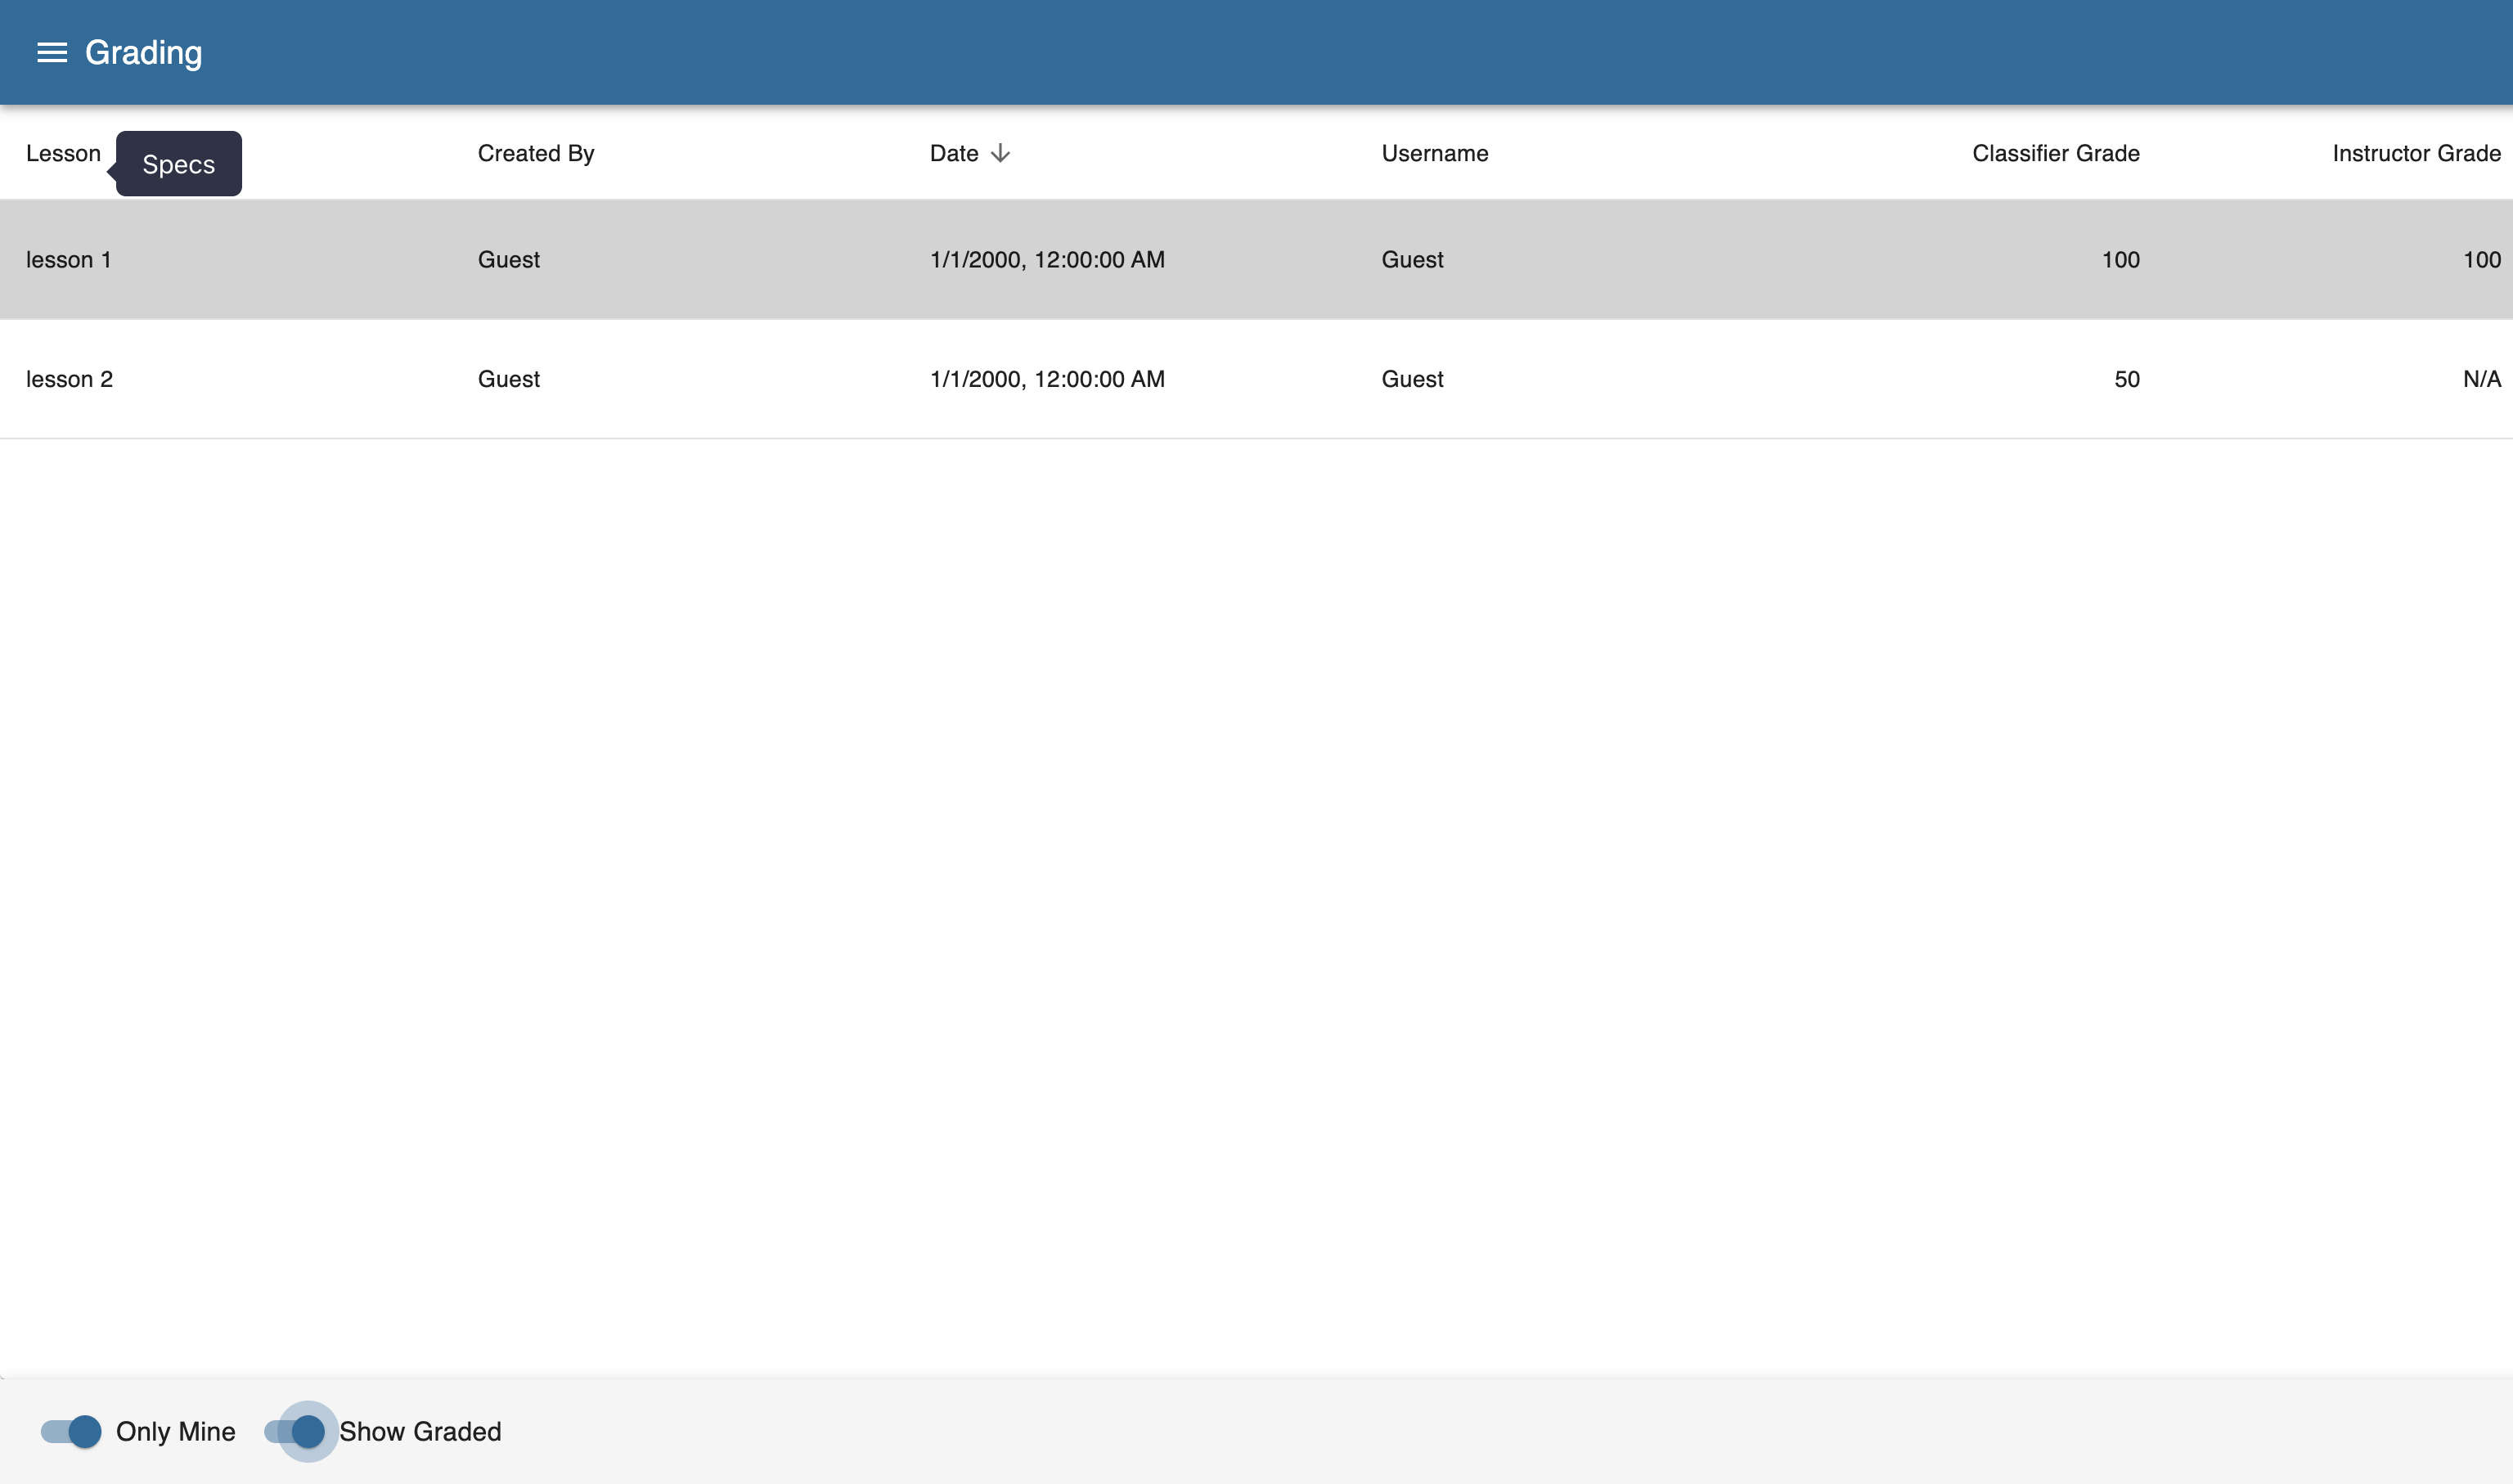 Grading
Lesson Specs Created By Date Username Classifier Grade Instructor Grade
lesson 1 Guest 1/1/2000, 12:00:00 AM Guest 100 100
lesson 2 Guest 1/1/2000, 12:00:00 AM Guest 50 N/A
Only Mine Show Graded